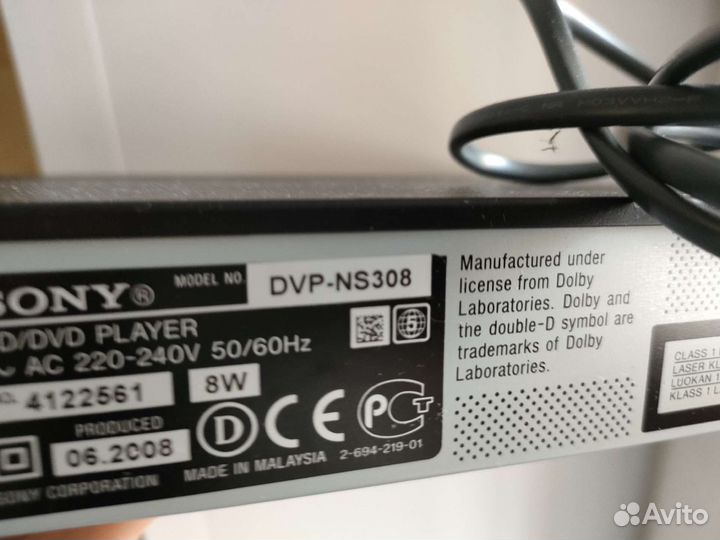 SONY®
MODEL NO. DVP-NS308
D/DVD PLAYER
AC 220-240V 50/60Hz
4122561
8W
PRODUCED
06.2008
MADE IN MALAYSIA
2-694-219-01
SONY CORPORATION
Manufactured under
license from Dolby
Laboratories. Dolby and
the double-D symbol are
trademarks of Dolby
Laboratories.
CLASS 1
LASER KL
LUOKAN 1
KLASS 1 L
Avito